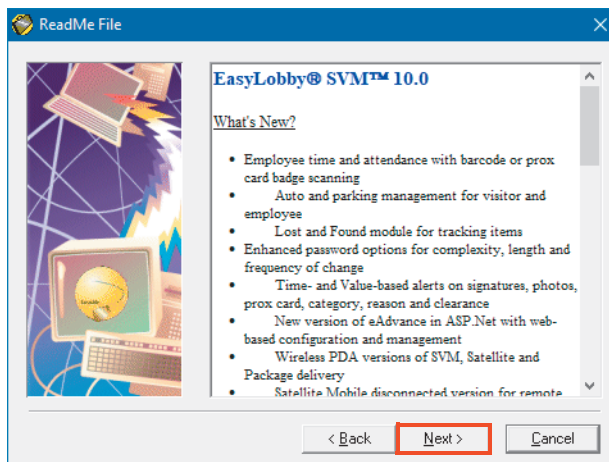 ReadMe File
EasyLobby® SVM™ 10.0
What's New?
• Employee time and attendance with barcode or prox
card badge scanning
• Auto and parking management for visitor and
employee
• Lost and Found module for tracking items
• Enhanced password options for complexity, length and
frequency of change
• Time- and Value-based alerts on signatures, photos,
prox card, category, reason and clearance
• New version of eAdvance in ASP.Net with web-
based configuration and management
• Wireless PDA versions of SVM, Satellite and
Package delivery
• Satellite Mobile disconnected version for remote
EasyLobby
< Back
Next >
Cancel